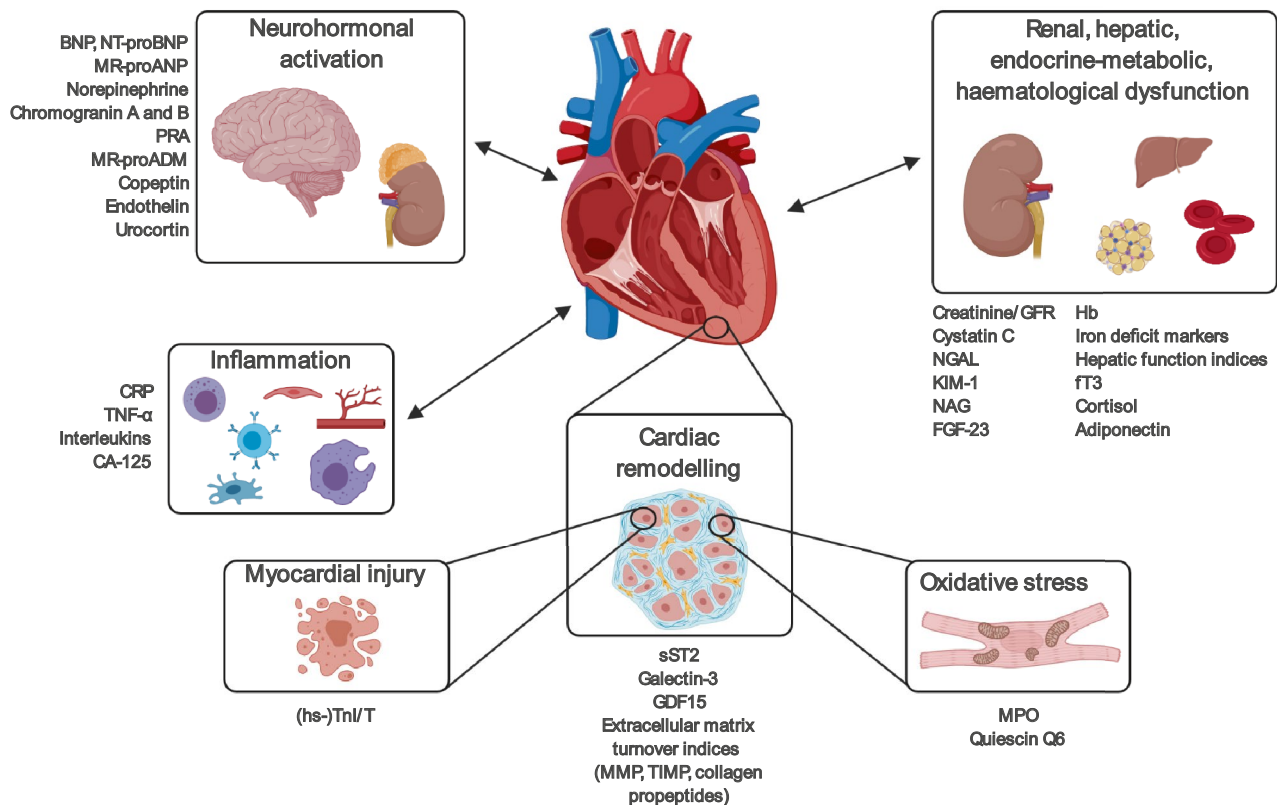 Neurohormonal
activation
BNP, NT-proBNP
MR-proANP
Norepinephrine
Chromogranin A and B
PRA
MR-proADM
Copeptin
Endothelin
Urocortin
Renal, hepatic,
endocrine-metabolic,
haematological dysfunction
Creatinine/ GFR
Cystatin C
NGAL
KIM-1
NAG
FGF-23
Hb
Iron deficit markers
Hepatic function indices
fT3
Cortisol
Adiponectin
Inflammation
CRP
TNF-α
Interleukins
CA-125
Cardiac
remodelling
sST2
Galectin-3
GDF15
Extracellular matrix
turnover indices
(MMP, TIMP, collagen
propeptides)
Myocardial injury
(hs-)TnI/ T
Oxidative stress
MPO
Quiescin Q6